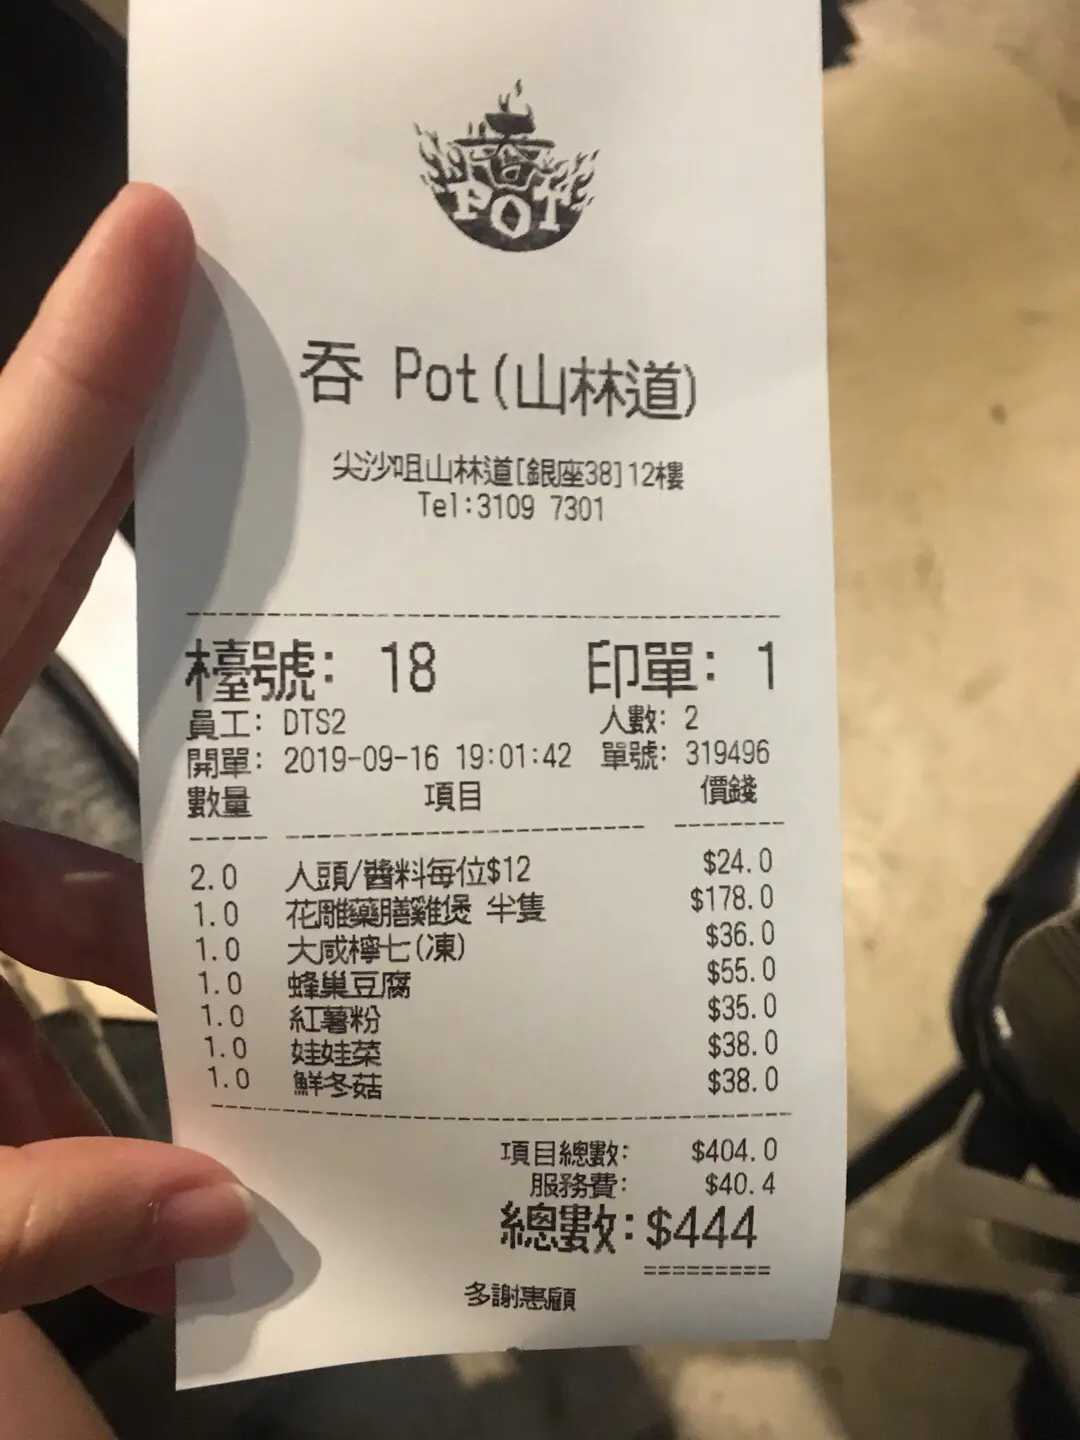 吞
POT
吞 Pot(山林道)
尖沙咀山林道[銀座38]12樓
Tel:3109 7301
檯號: 18 印單: 1
員工: DTS2 人數: 2
開單: 2019-09-16 19:01:42 單號: 319496
數量 項目 價錢
2.0 人頭/醬料每位$12 $24.0
1.0 花雕藥膳雞煲 半隻 $178.0
1.0 大咸檸七(凍) $36.0
1.0 蜂巢豆腐 $55.0
1.0 紅薯粉 $35.0
1.0 娃娃菜 $38.0
1.0 鮮冬菇 $38.0
項目總數: $404.0
服務費: $40.4
總數:$444
多謝惠顧